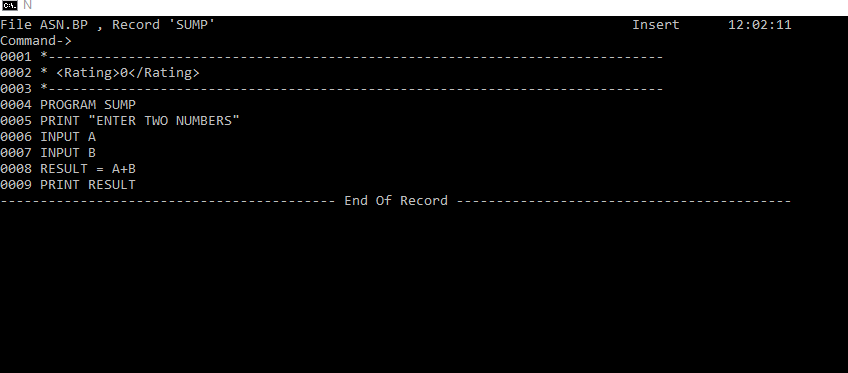 N
File ASN.BP , Record 'SUMP' Insert 12:02:11
Command->
0001 *-----------------------------------------------------------------------------
0002 * <Rating>0</Rating>
0003 *-----------------------------------------------------------------------------
0004 PROGRAM SUMP
0005 PRINT "ENTER TWO NUMBERS"
0006 INPUT A
0007 INPUT B
0008 RESULT = A+B
0009 PRINT RESULT
------------------------------------------ End Of Record ------------------------------------------